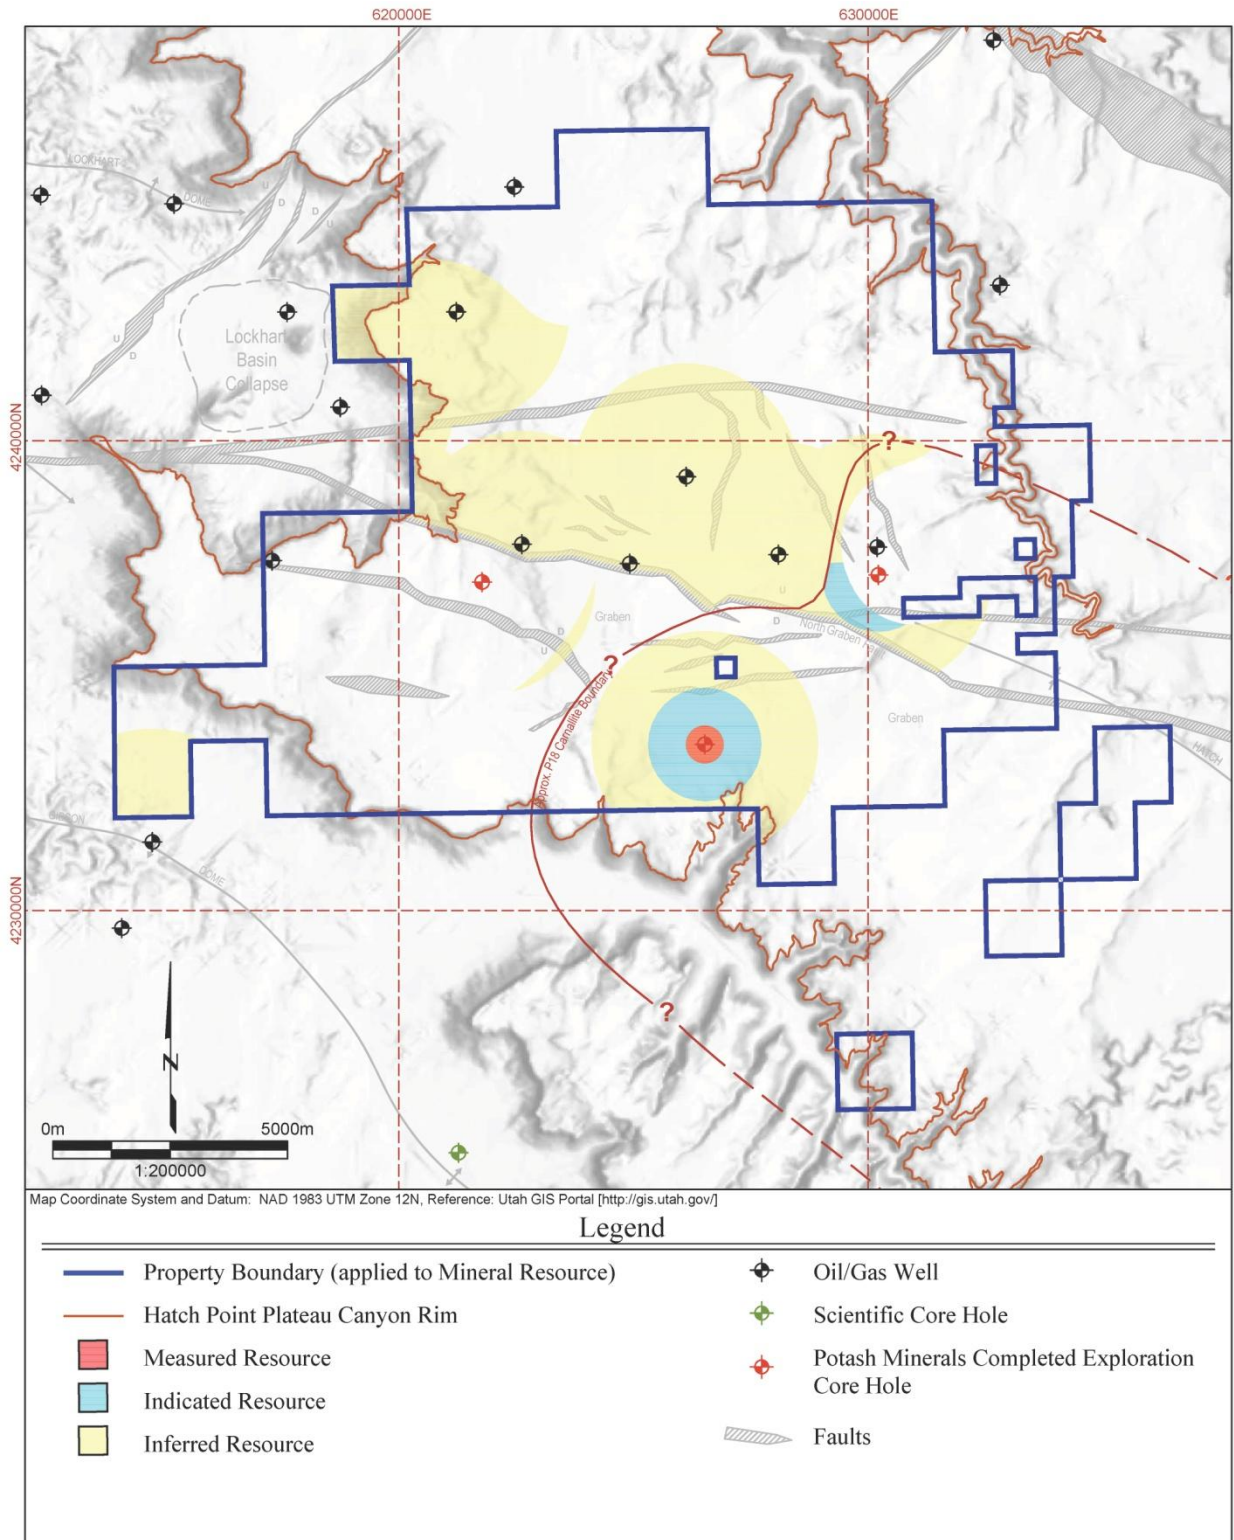 620000E
630000E
LOCKHART
DOME
U
D
D
U
U
D
Lockhart
Basin
Collapse
4240000N
?
?
U
Graben
D
U
D
North Graben
Approx. P18 Carnallite Boundary
Graben
HATCH
GIBSON
DOME
4230000N
?
N
0m
5000m
1:200000
Map Coordinate System and Datum: NAD 1983 UTM Zone 12N, Reference: Utah GIS Portal [http://gis.utah.gov/]
Legend
Property Boundary (applied to Mineral Resource)
Hatch Point Plateau Canyon Rim
Measured Resource
Indicated Resource
Inferred Resource
Oil/Gas Well
Scientific Core Hole
Potash Minerals Completed Exploration
Core Hole
Faults